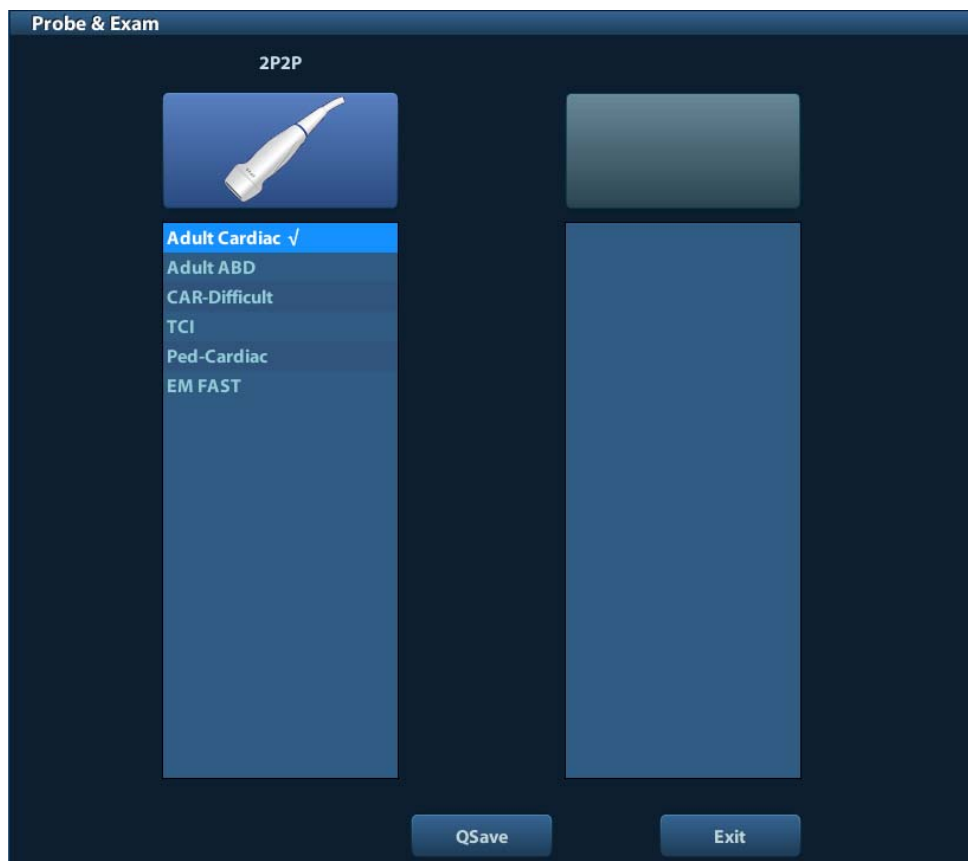 Probe & Exam
2P2P
Adult Cardiac √
Adult ABD
CAR-Difficult
TCI
Ped-Cardiac
EM FAST
QSave
Exit